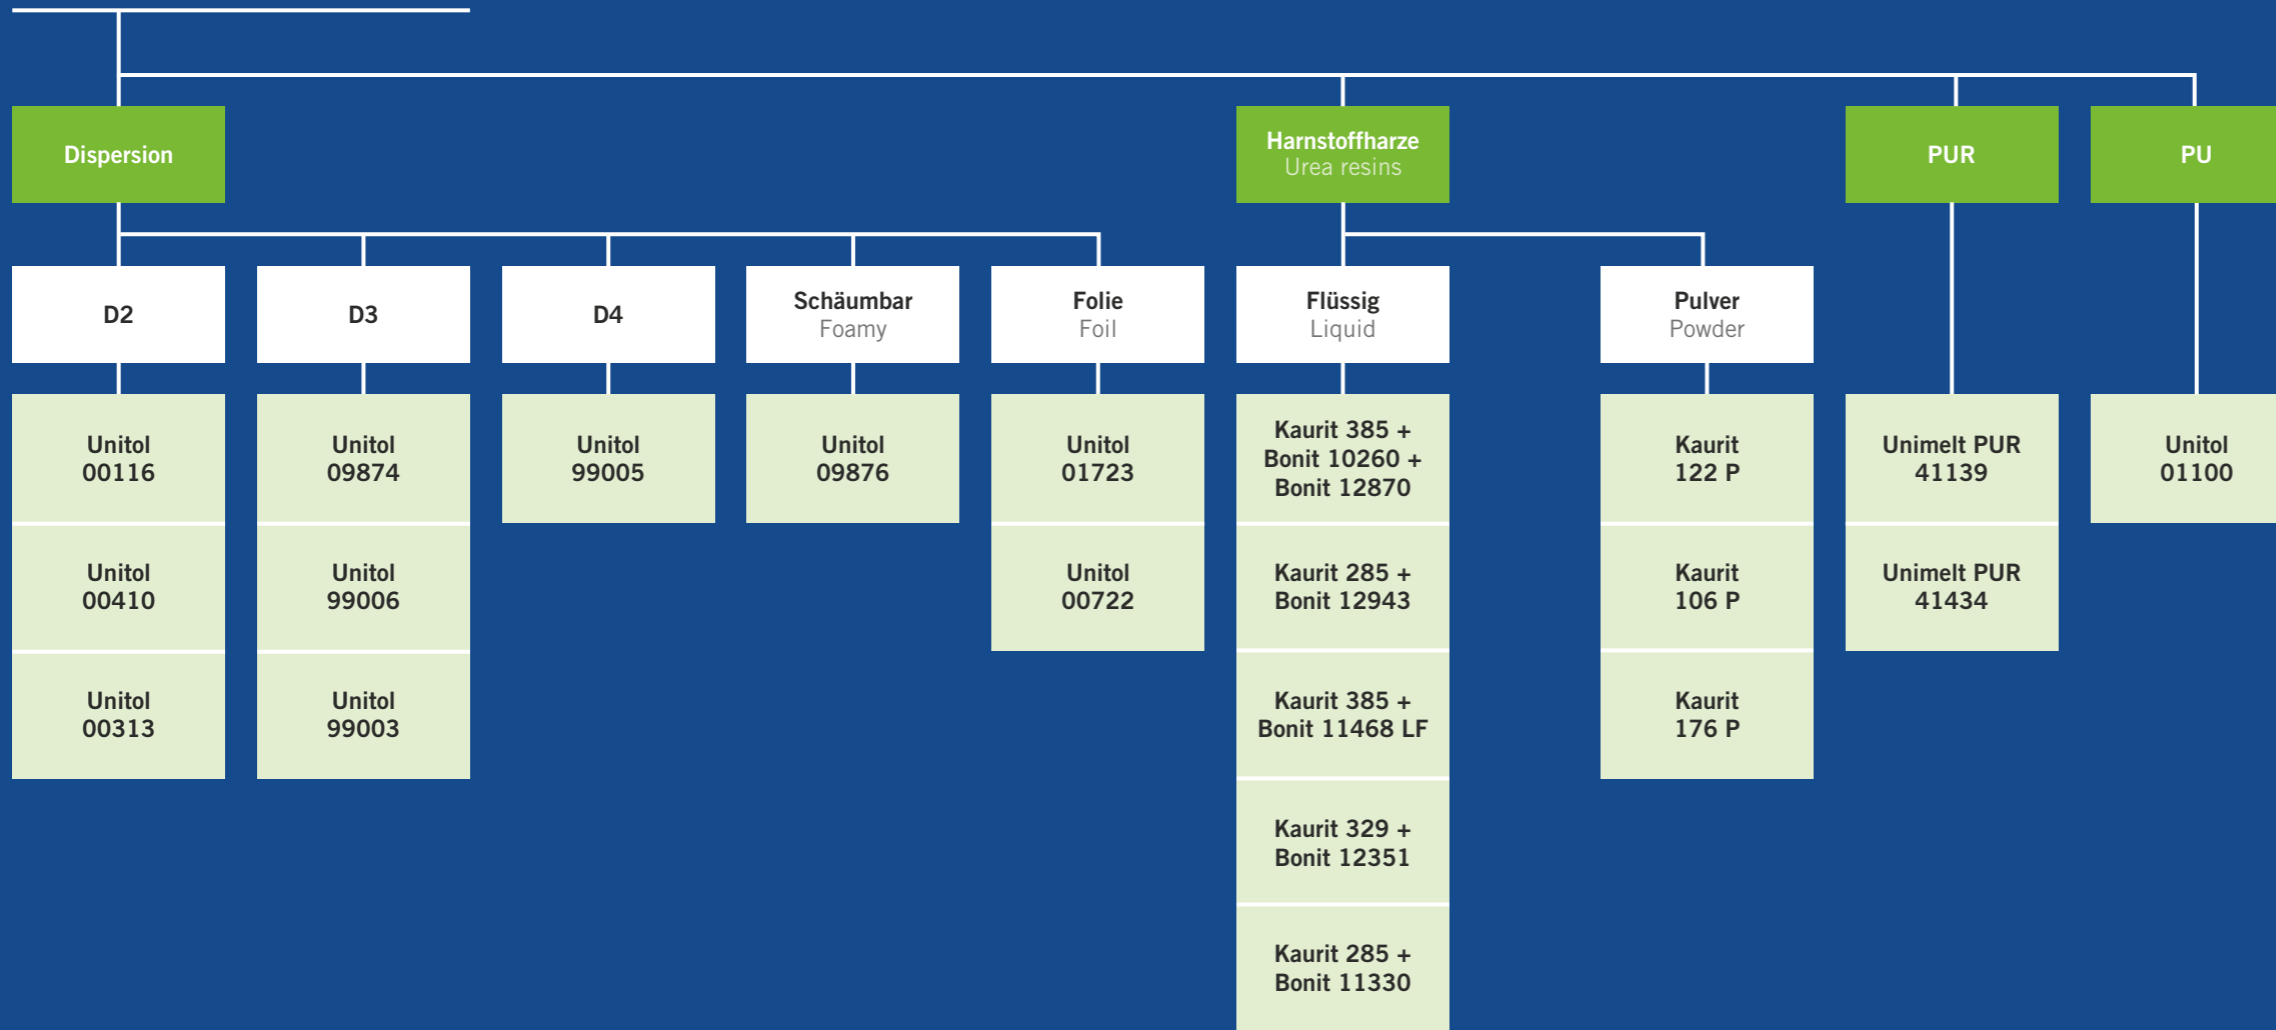 Dispersion
Harnstoffharze
Urea resins
PUR
PU
D2
D3
D4
Schäumbar
Foamy
Folie
Foil
Flüssig
Liquid
Pulver
Powder
Unitol
00116
Unitol
00410
Unitol
00313
Unitol
09874
Unitol
99006
Unitol
99003
Unitol
99005
Unitol
09876
Unitol
01723
Unitol
00722
Kaurit 385 +
Bonit 10260 +
Bonit 12870
Kaurit 285 +
Bonit 12943
Kaurit 385 +
Bonit 11468 LF
Kaurit 329 +
Bonit 12351
Kaurit 285 +
Bonit 11330
Kaurit
122 P
Kaurit
106 P
Kaurit
176 P
Unimelt PUR
41139
Unimelt PUR
41434
Unitol
01100